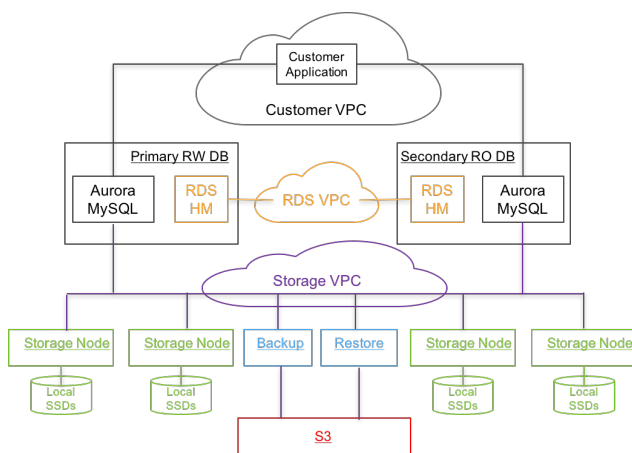 Customer
Application
Customer VPC
Primary RW DB
Secondary RO DB
Aurora
MySQL
RDS
HM
RDS VPC
RDS
HM
Aurora
MySQL
Storage VPC
Storage Node
Storage Node
Backup
Restore
Storage Node
Storage Node
Local
SSDs
Local
SSDs
Local
SSDs
Local
SSDs
S3